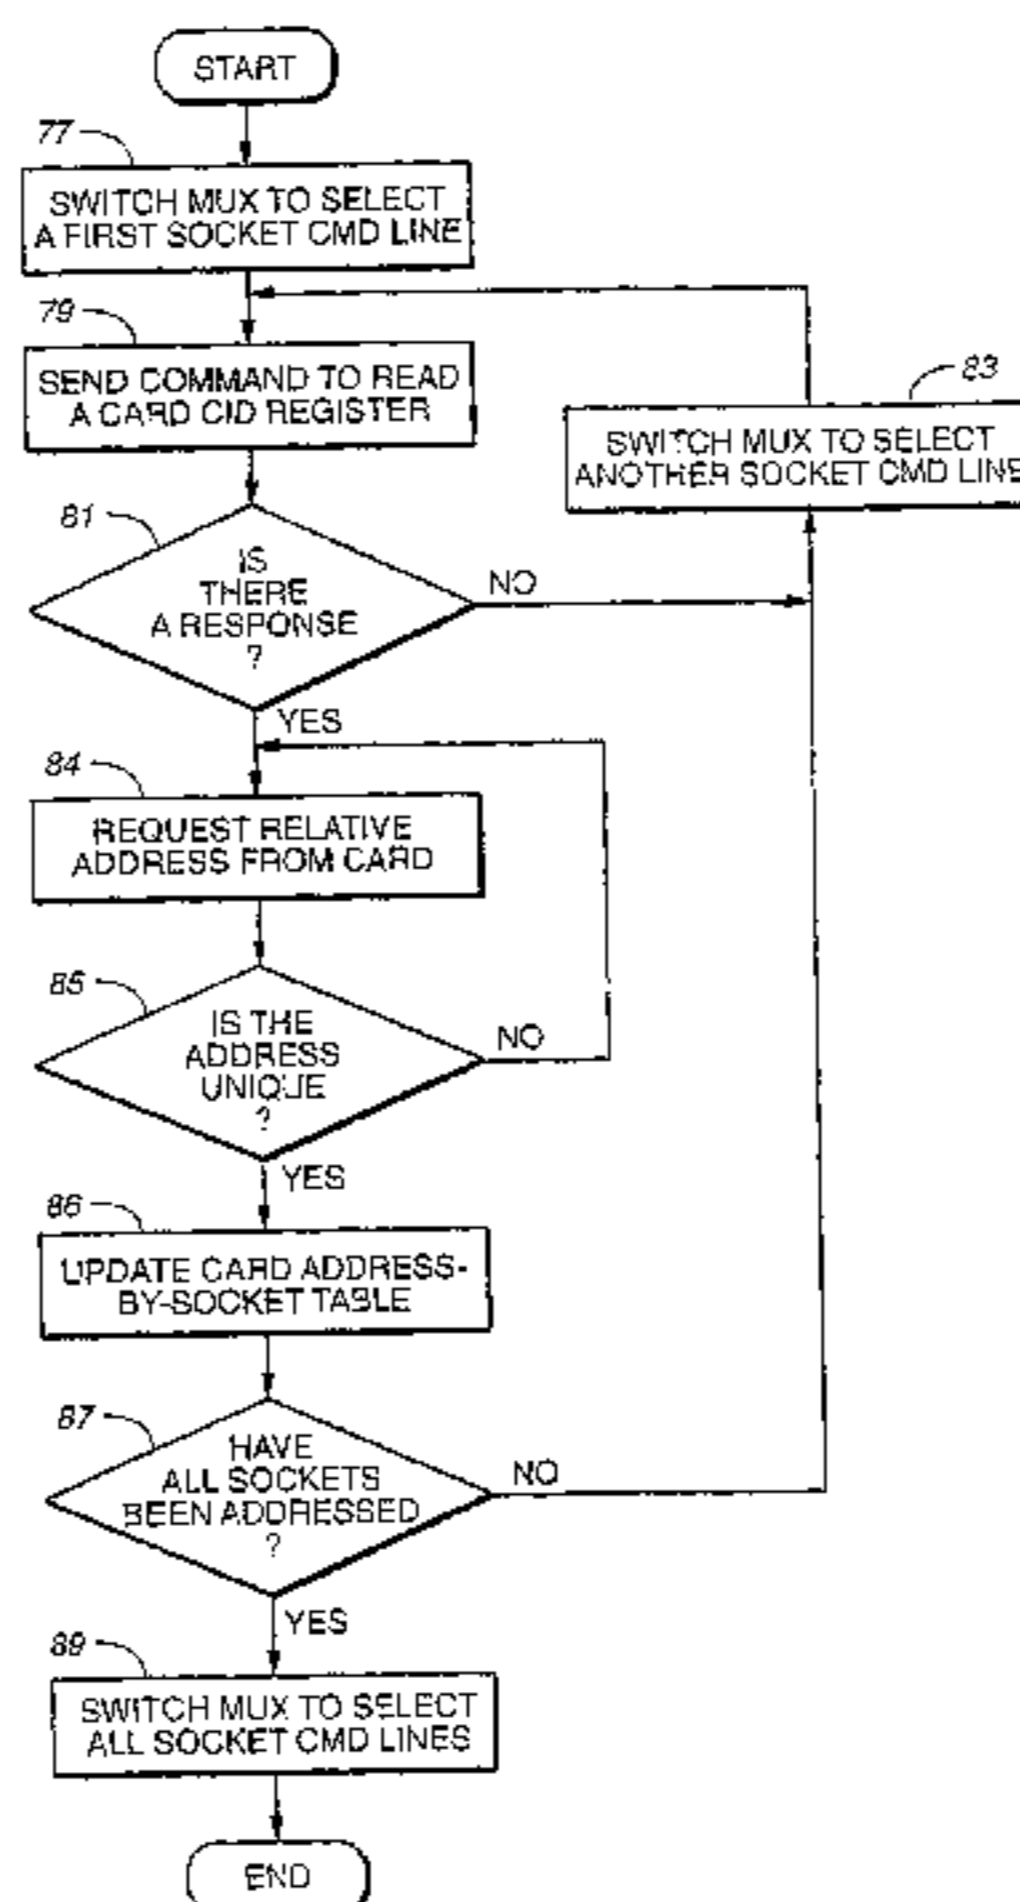 START
77
SWITCH MUX TO SELECT
A FIRST SOCKET CMD LINE
79
SEND COMMAND TO READ
A CARD CID REGISTER
83
SWITCH MUX TO SELECT
ANOTHER SOCKET CMD LINE
81
IS
THERE
A RESPONSE
?
NO
YES
84
REQUEST RELATIVE
ADDRESS FROM CARD
85
IS THE
ADDRESS
UNIQUE
?
NO
YES
86
UPDATE CARD ADDRESS-
BY-SOCKET TABLE
87
HAVE
ALL SOCKETS
BEEN ADDRESSED
?
NO
YES
89
SWITCH MUX TO SELECT
ALL SOCKET CMD LINES
END